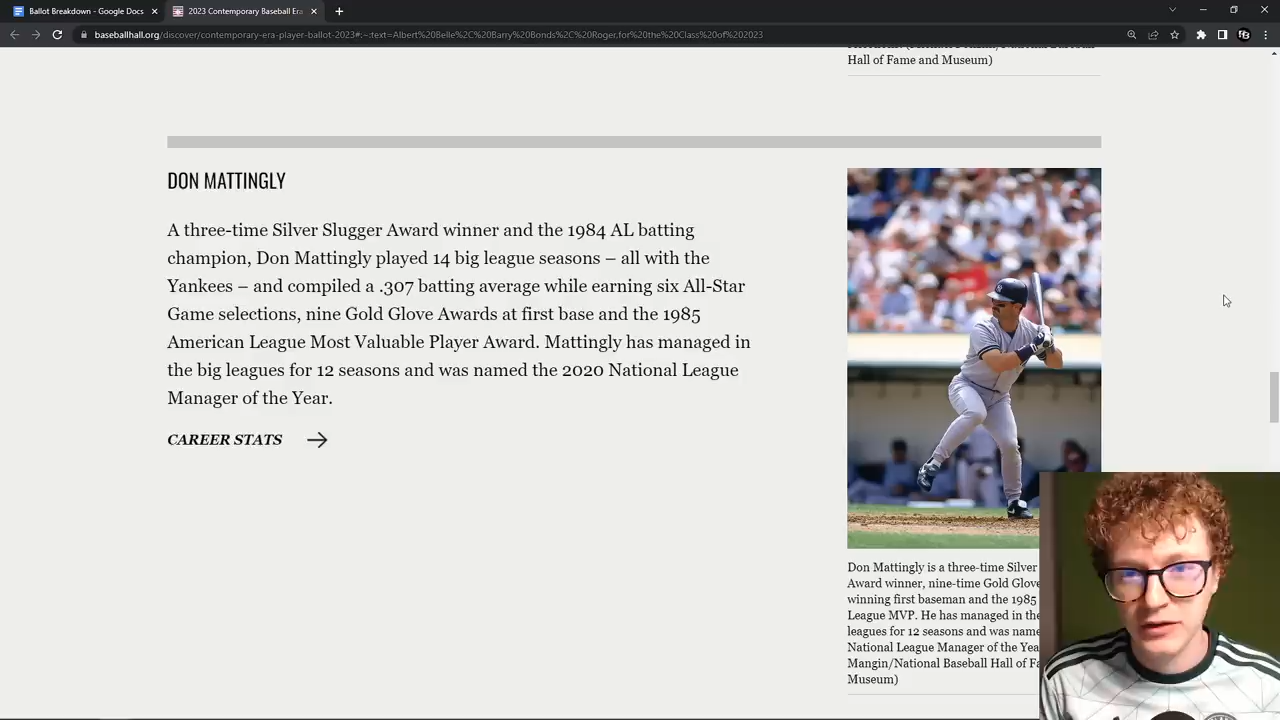 Ballot Breakdown - Google Docs
2023 Contemporary Baseball Era
baseballhall.org/discover/contemporary-era-player-ballot-2023#:~:text=Albert%20Belle%2C%20Barry%20Bonds%2C%20Roger,for%20the%20Class%20of%202023
Hall of Fame and Museum)
DON MATTINGLY
A three-time Silver Slugger Award winner and the 1984 AL batting
champion, Don Mattingly played 14 big league seasons – all with the
Yankees – and compiled a .307 batting average while earning six All-Star
Game selections, nine Gold Glove Awards at first base and the 1985
American League Most Valuable Player Award. Mattingly has managed in
the big leagues for 12 seasons and was named the 2020 National League
Manager of the Year.
CAREER STATS
Don Mattingly is a three-time Silver
Award winner, nine-time Gold Glove
winning first baseman and the 1985
League MVP. He has managed in the
leagues for 12 seasons and was name
National League Manager of the Yea
Mangin/National Baseball Hall of Fa
Museum)